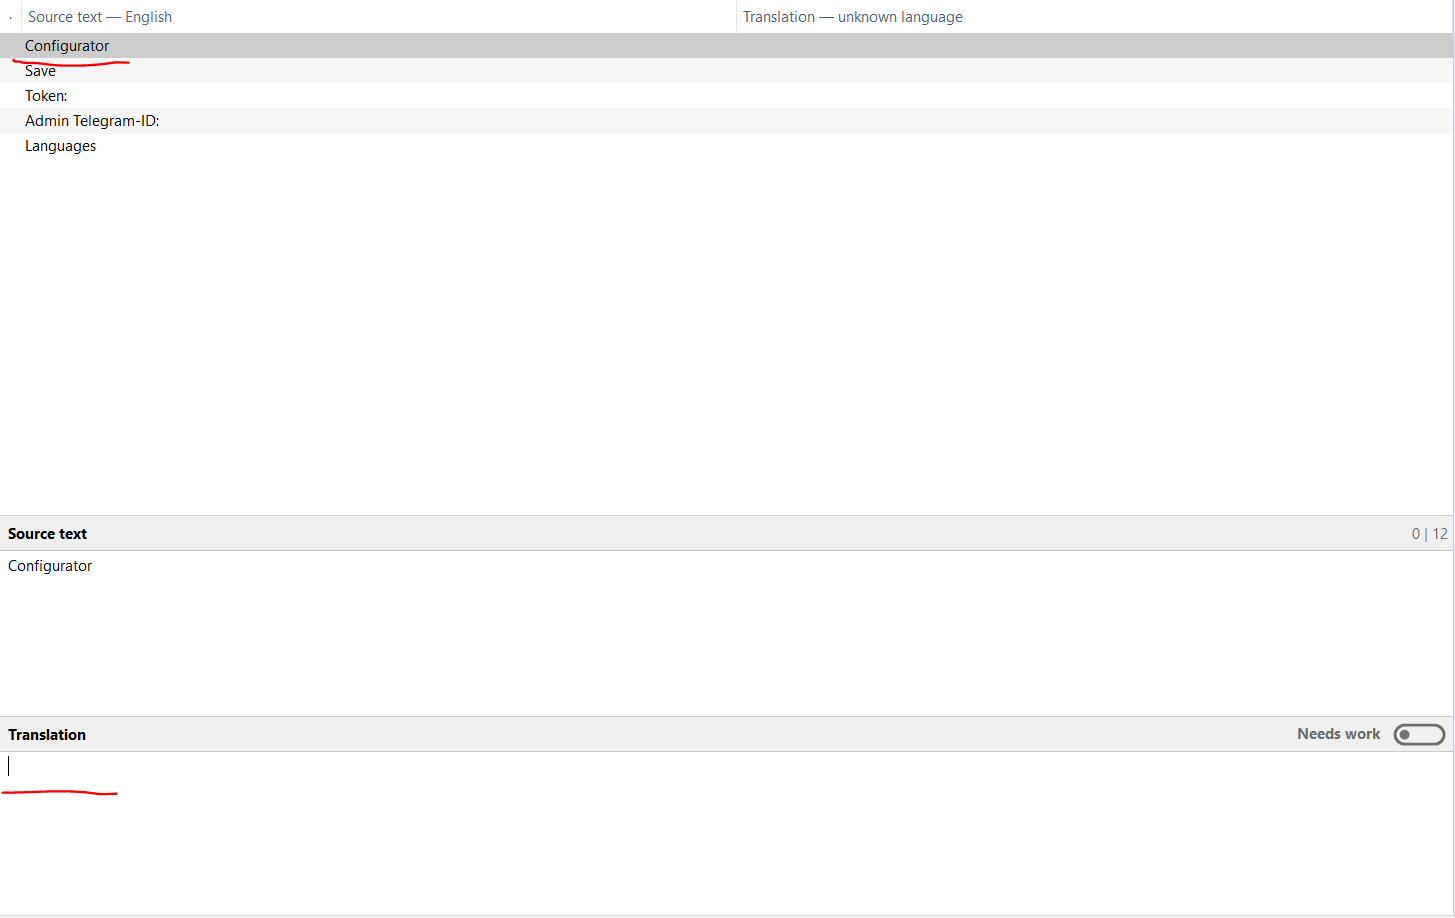 Source text — English Translation — unknown language
Configurator
Save
Token:
Admin Telegram-ID:
Languages
Source text 0 | 12
Configurator
Translation Needs work